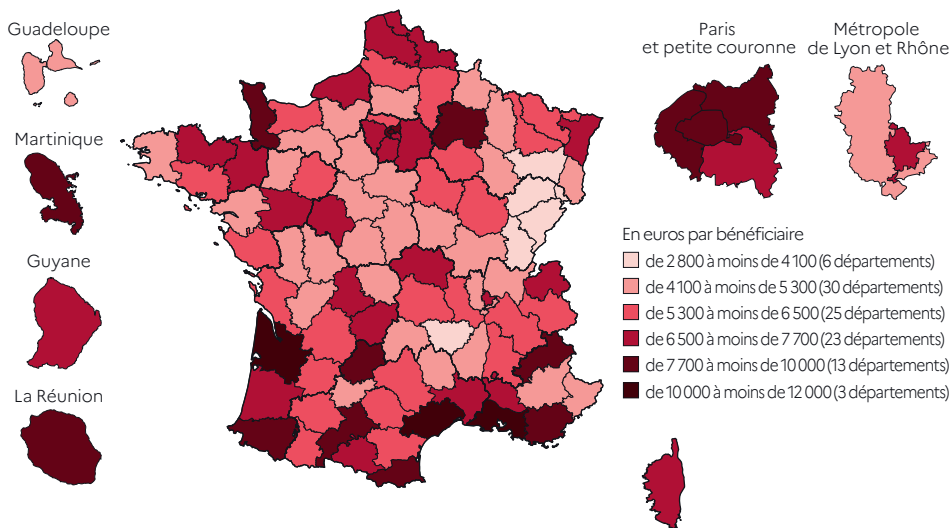 Guadeloupe
Martinique
Guyane
La Réunion
Paris
et petite couronne
Métropole
de Lyon et Rhône
En euros par bénéficiaire
de 2 800 à moins de 4 100 (6 départements)
de 4 100 à moins de 5 300 (30 départements)
de 5 300 à moins de 6 500 (25 départements)
de 6 500 à moins de 7 700 (23 départements)
de 7 700 à moins de 10 000 (13 départements)
de 10 000 à moins de 12 000 (3 départements)